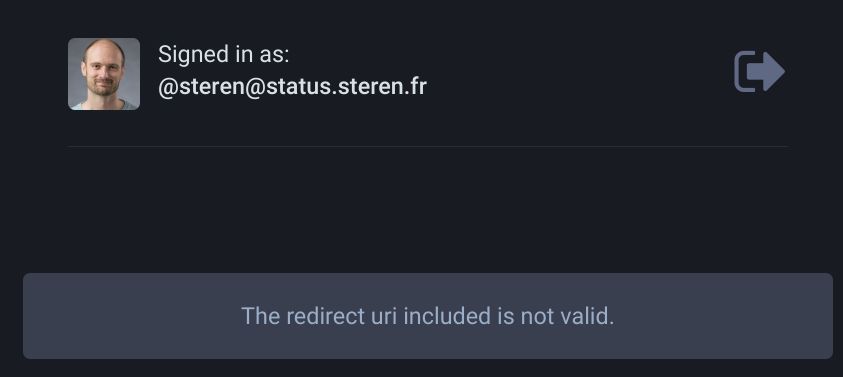 Signed in as:
@steren@status.steren.fr
The redirect uri included is not valid.